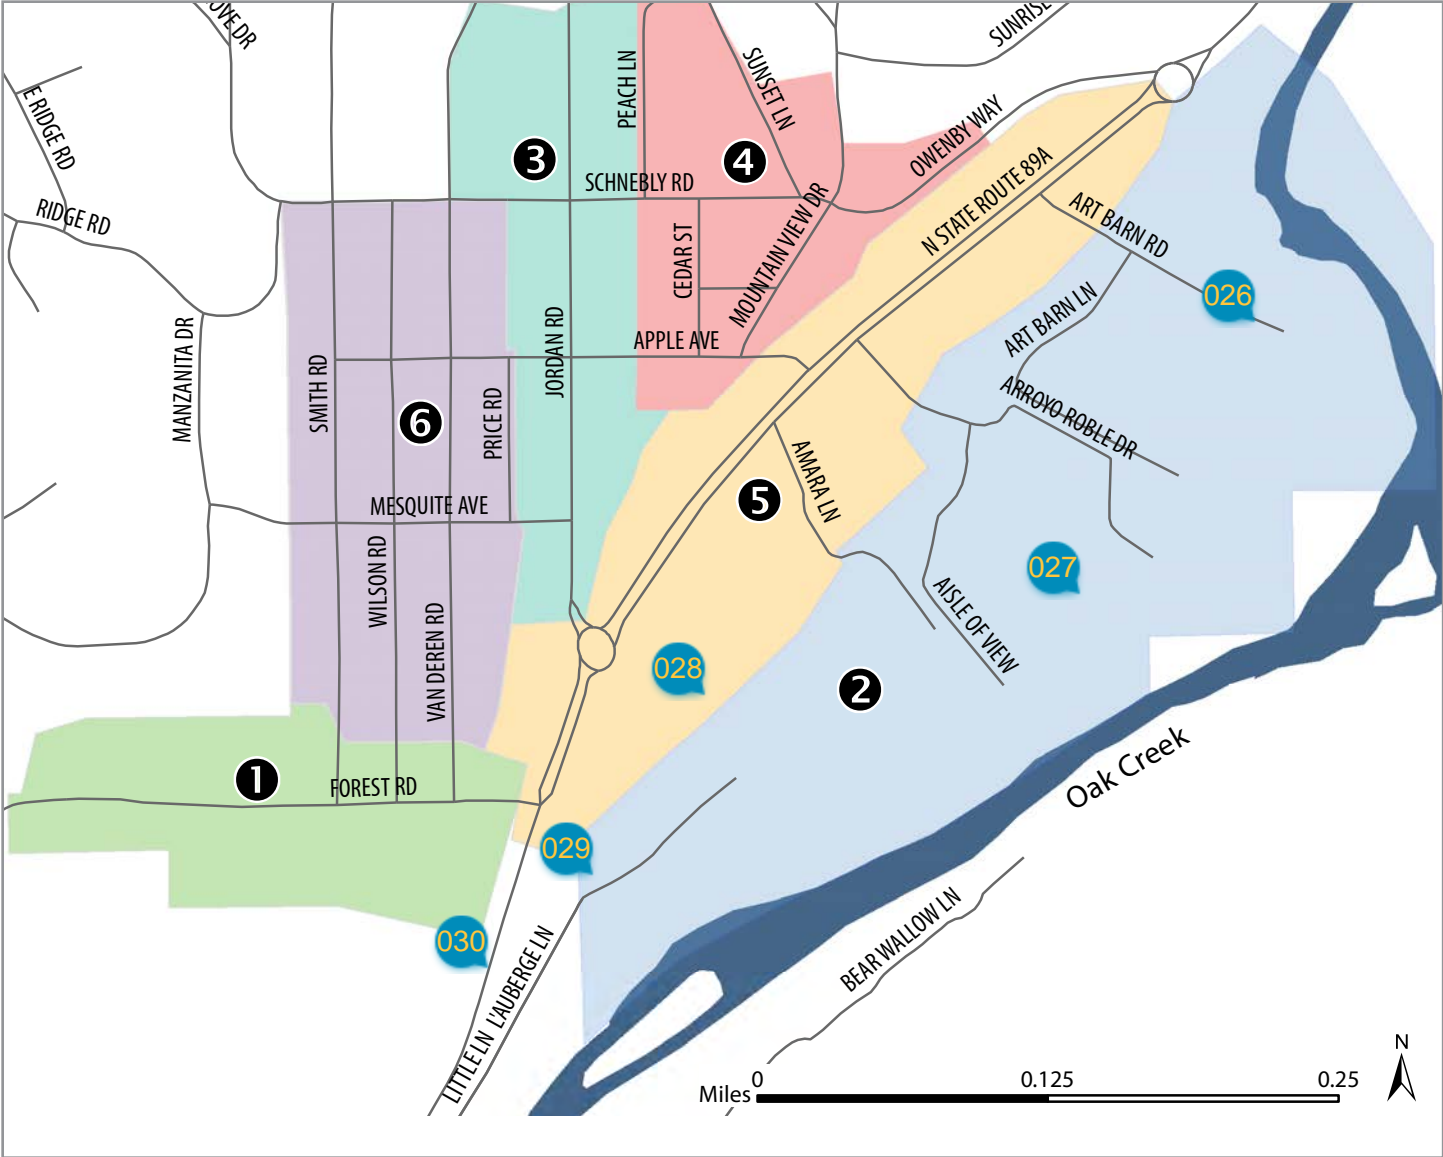 OVE DR
SUNRISE
E RIDGE RD
PEACH LN
SUNSET LN
OWENBY WAY
3
4
SCHNEBLY RD
N STATE ROUTE 89A
RIDGE RD
ART BARN RD
CEDAR ST
MOUNTAIN VIEW DR
026
ART BARN LN
MANZANITA DR
SMITH RD
JORDAN RD
APPLE AVE
ARROYO ROBLE DR
6
PRICE RD
AMARA LN
5
MESQUITE AVE
WILSON RD
027
VAN DEREN RD
AISLE OF VIEW
028
2
1
FOREST RD
Oak Creek
029
030
BEAR WALLOW LN
LITTLE LN
L'AUBERGE LN
N
0
0.125
0.25
Miles